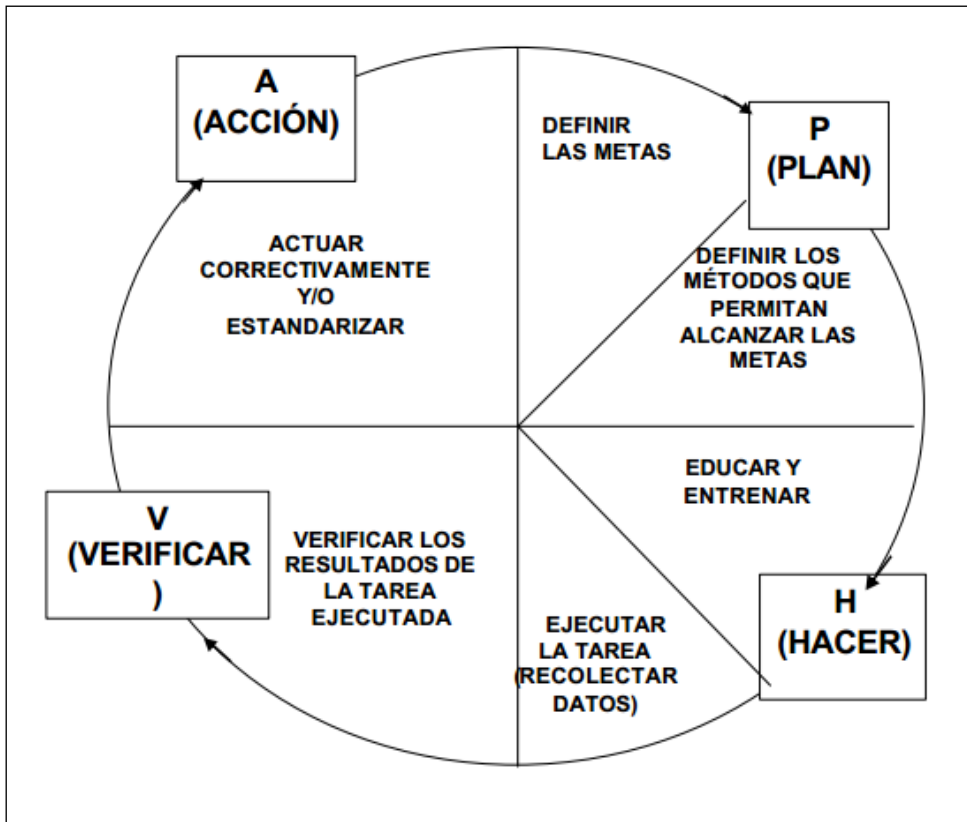 A
(ACCIÓN)
P
(PLAN)
DEFINIR
LAS METAS
DEFINIR LOS
MÉTODOS QUE
PERMITAN
ALCANZAR LAS
METAS
ACTUAR
CORRECTIVAMENTE
Y/O
ESTANDARIZAR
EDUCAR Y
ENTRENAR
V
(VERIFICAR
)
VERIFICAR LOS
RESULTADOS DE
LA TAREA
EJECUTADA
H
(HACER)
EJECUTAR
LA TAREA
(RECOLECTAR
DATOS)